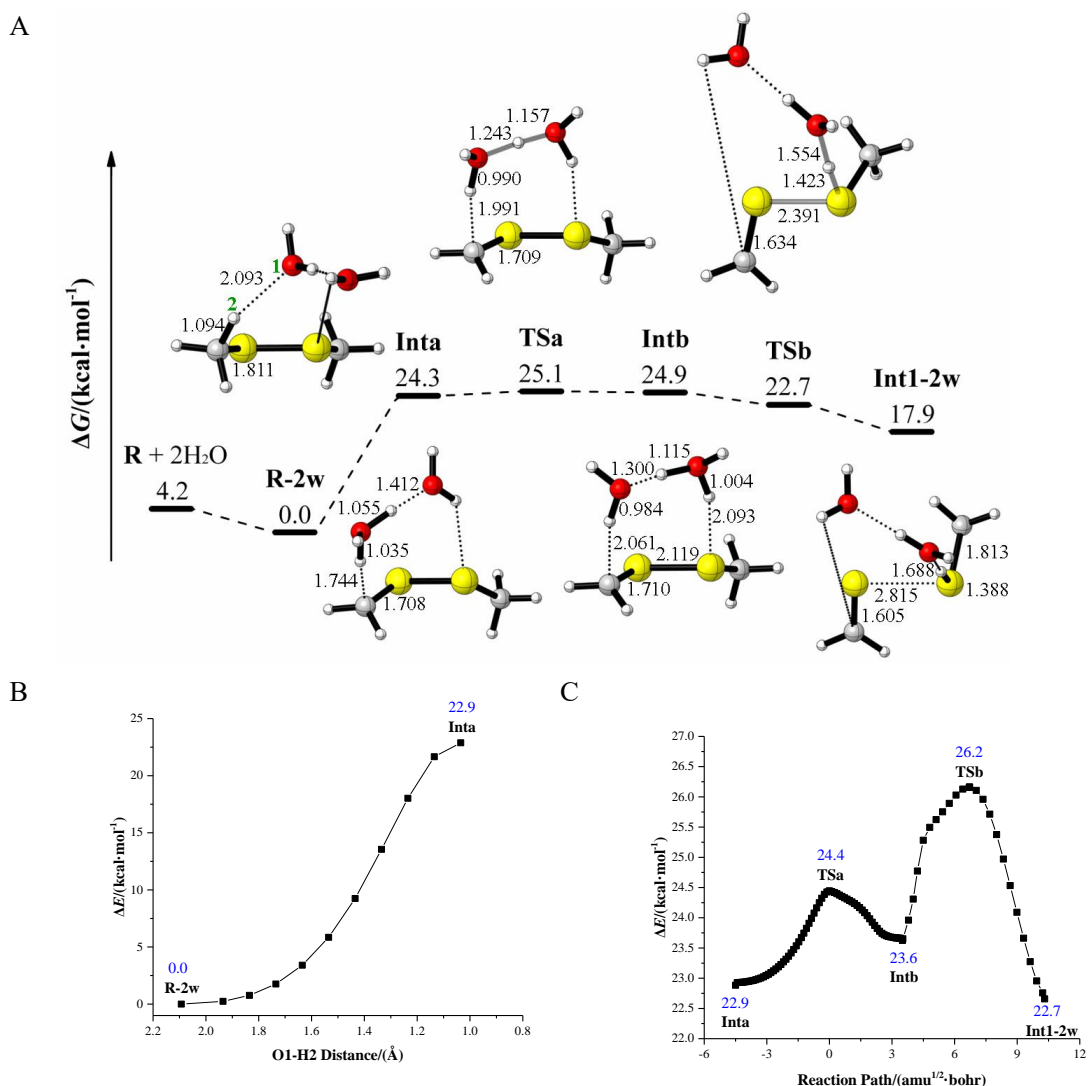 A
ΔG/(kcal·mol⁻¹)
R + 2H₂O
4.2
R-2w
0.0
Inta
24.3
TSa
25.1
Intb
24.9
TSb
22.7
Int1-2w
17.9
1
2.093
2
1.094
1.811
1.157
1.243
0.990
1.991
1.709
1.554
1.423
2.391
1.634
1.412
1.055
1.035
1.744
1.708
1.115
1.300
1.004
0.984
2.093
2.061
2.119
1.710
1.813
1.688
2.815
1.388
1.605
B
ΔE/(kcal·mol⁻¹)
25
20
15
10
5
0
22.9
Inta
0.0
R-2w
2.2 2.0 1.8 1.6 1.4 1.2 1.0 0.8
O1-H2 Distance/(Å)
C
ΔE/(kcal·mol⁻¹)
27.0
26.5
26.0
25.5
25.0
24.5
24.0
23.5
23.0
22.5
22.0
26.2
TSb
24.4
TSa
23.6
Intb
22.9
Inta
22.7
Int1-2w
-6 -3 0 3 6 9 12
Reaction Path/(amu¹/²·bohr)